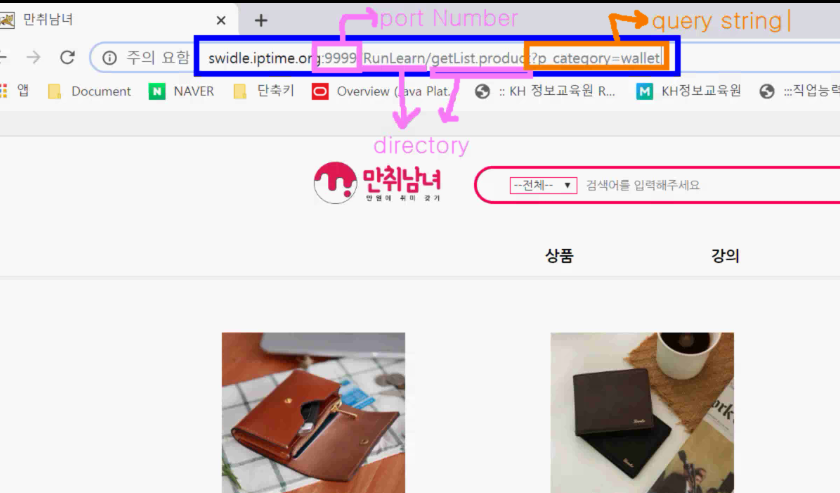 만취남녀
port Number
query string
주의 요함
swidle.iptime.org:9999/RunLearn/getList.product?p_category=wallet
앱 Document NAVER 단축키 Overview (Java Plat... :: KH 정보교육원 R... KH정보교육원 :::직업능력
directory
만취남녀
만원에 취미 갖기
--전체-- 검색어를 입력해주세요
상품 강의